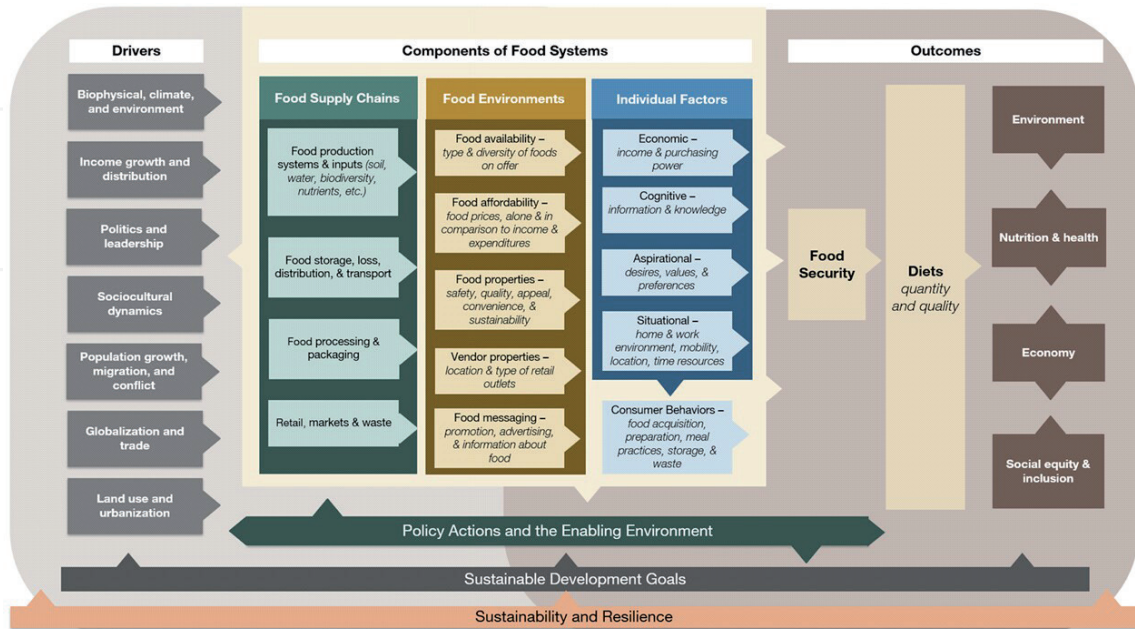 Drivers
Biophysical, climate,
and environment
Income growth and
distribution
Politics and
leadership
Sociocultural
dynamics
Population growth,
migration, and
conflict
Globalization and
trade
Land use and
urbanization
Components of Food Systems
Food Supply Chains
Food production
systems & inputs (soil,
water, biodiversity,
nutrients, etc.)
Food storage, loss,
distribution, & transport
Food processing &
packaging
Retail, markets & waste
Food Environments
Food availability –
type & diversity of foods
on offer
Food affordability –
food prices, alone & in
comparison to income &
expenditures
Food properties –
safety, quality, appeal,
convenience, &
sustainability
Vendor properties –
location & type of retail
outlets
Food messaging –
promotion, advertising,
& information about
food
Individual Factors
Economic –
income & purchasing
power
Cognitive –
information & knowledge
Aspirational –
desires, values, &
preferences
Situational –
home & work
environment, mobility,
location, time resources
Consumer Behaviors –
food acquisition,
preparation, meal
practices, storage, &
waste
Outcomes
Food
Security
Diets
quantity
and quality
Environment
Nutrition & health
Economy
Social equity &
inclusion
Policy Actions and the Enabling Environment
Sustainable Development Goals
Sustainability and Resilience